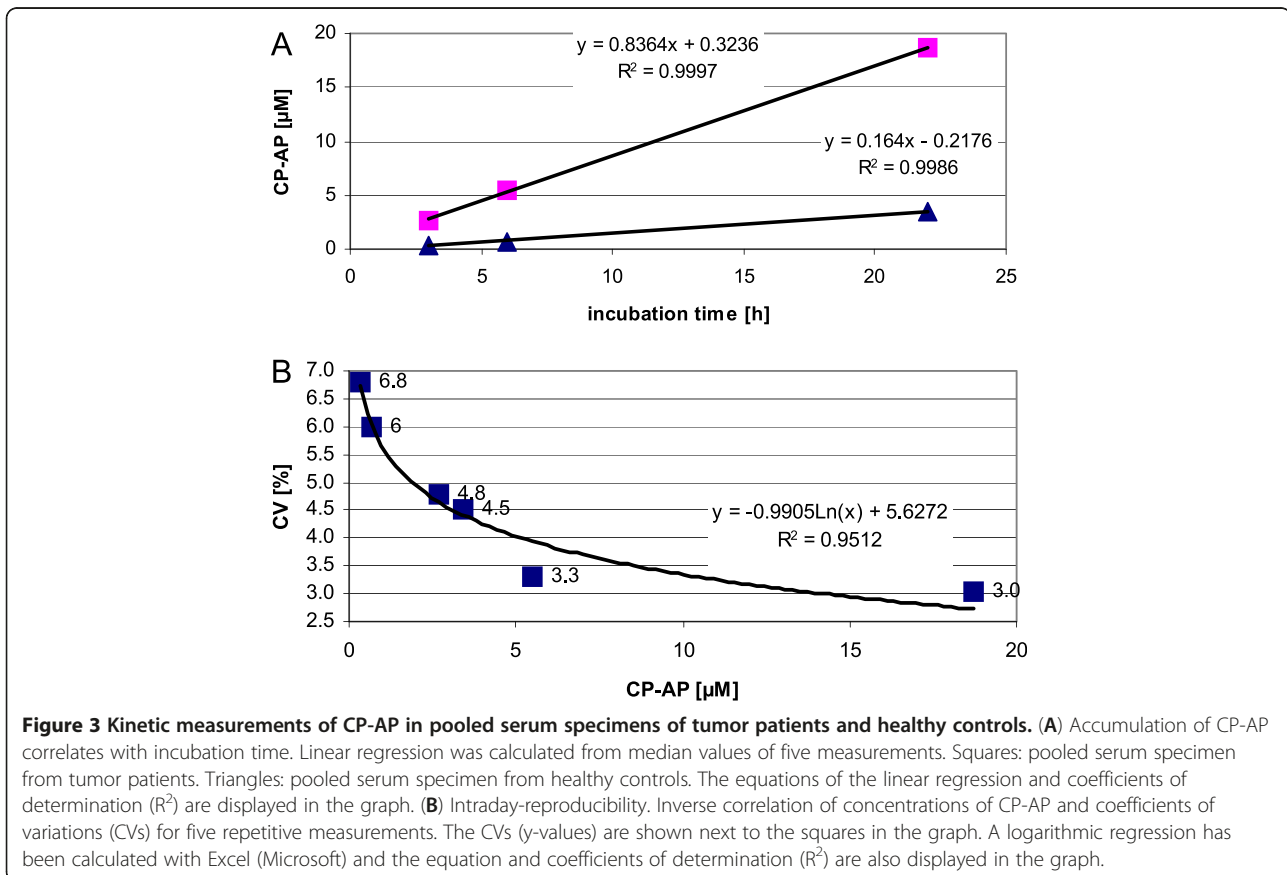 A
20
y = 0.8364x + 0.3236
R² = 0.9997
15
CP-AP [µM]
10
y = 0.164x - 0.2176
R² = 0.9986
5
0
0 5 10 15 20 25
incubation time [h]
B
7.0
6.8
6.5
6.0
6
5.5
CV [%]
5.0
4.8
4.5
4.5
y = -0.9905Ln(x) + 5.6272
R² = 0.9512
4.0
3.5
3.3
3.0
3.0
2.5
0 5 10 15 20
CP-AP [µM]
Figure 3 Kinetic measurements of CP-AP in pooled serum specimens of tumor patients and healthy controls. (A) Accumulation of CP-AP
correlates with incubation time. Linear regression was calculated from median values of five measurements. Squares: pooled serum specimen
from tumor patients. Triangles: pooled serum specimen from healthy controls. The equations of the linear regression and coefficients of
determination (R²) are displayed in the graph. (B) Intraday-reproducibility. Inverse correlation of concentrations of CP-AP and coefficients of
variations (CVs) for five repetitive measurements. The CVs (y-values) are shown next to the squares in the graph. A logarithmic regression has
been calculated with Excel (Microsoft) and the equation and coefficients of determination (R²) are also displayed in the graph.